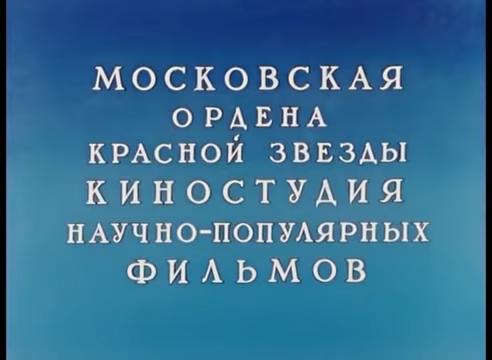 МОСКОВСКАЯ
ОРДЕНА
КРАСНОЙ ЗВЕЗДЫ
КИНОСТУДИЯ
НАУЧНО-ПОПУЛЯРНЫХ
ФИЛЬМОВ